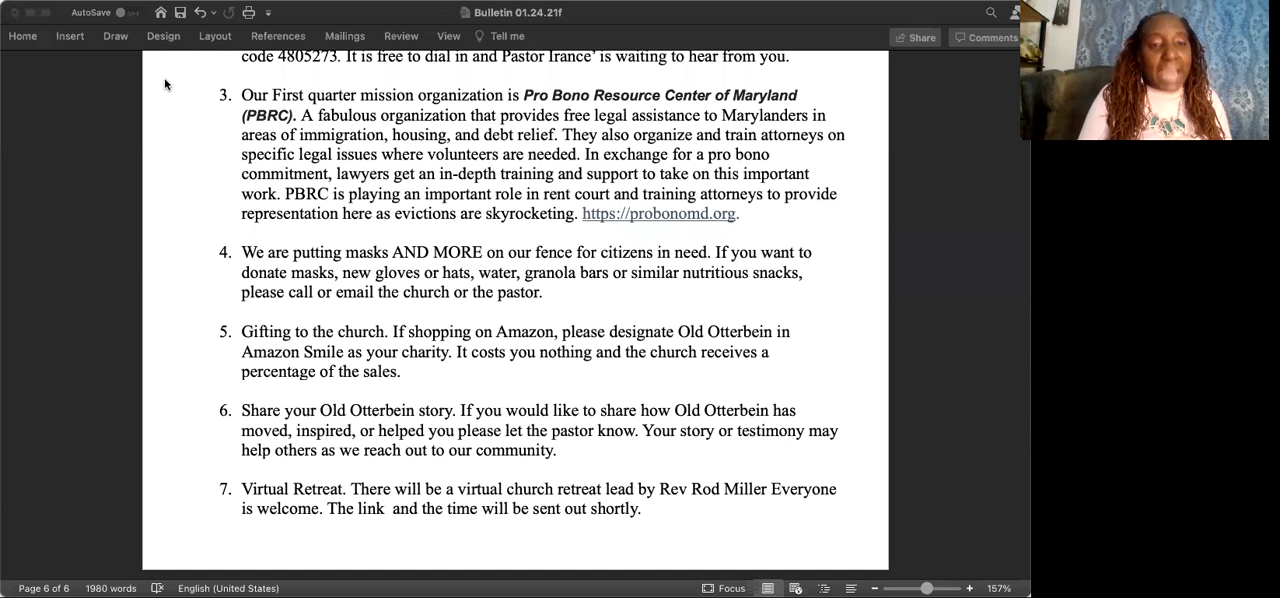 AutoSave OFF
Bulletin 01.24.21f
Home Insert Draw Design Layout References Mailings Review View Tell me Share Comments
code 4805273. It is free to dial in and Pastor Irance’ is waiting to hear from you.
3. Our First quarter mission organization is Pro Bono Resource Center of Maryland
(PBRC). A fabulous organization that provides free legal assistance to Marylanders in
areas of immigration, housing, and debt relief. They also organize and train attorneys on
specific legal issues where volunteers are needed. In exchange for a pro bono
commitment, lawyers get an in-depth training and support to take on this important
work. PBRC is playing an important role in rent court and training attorneys to provide
representation here as evictions are skyrocketing. https://probonomd.org.
4. We are putting masks AND MORE on our fence for citizens in need. If you want to
donate masks, new gloves or hats, water, granola bars or similar nutritious snacks,
please call or email the church or the pastor.
5. Gifting to the church. If shopping on Amazon, please designate Old Otterbein in
Amazon Smile as your charity. It costs you nothing and the church receives a
percentage of the sales.
6. Share your Old Otterbein story. If you would like to share how Old Otterbein has
moved, inspired, or helped you please let the pastor know. Your story or testimony may
help others as we reach out to our community.
7. Virtual Retreat. There will be a virtual church retreat lead by Rev Rod Miller Everyone
is welcome. The link and the time will be sent out shortly.
Page 6 of 6 1980 words English (United States) Focus 157%